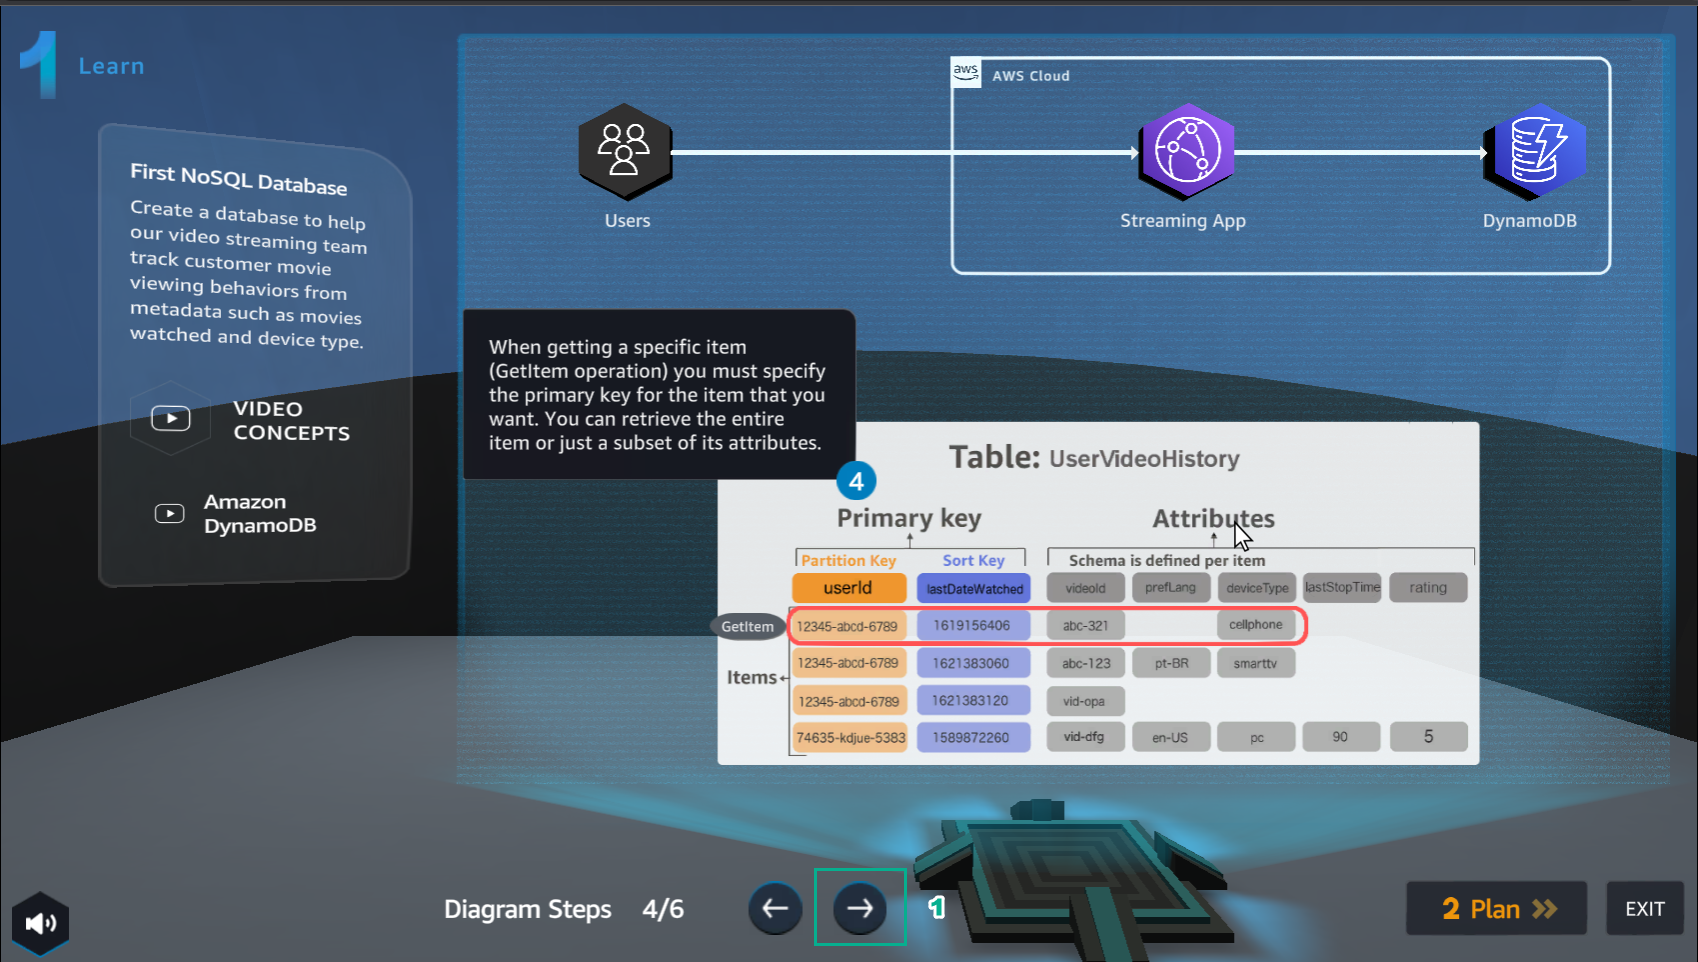 1 Learn
First NoSQL Database
Create a database to help
our video streaming team
track customer movie
viewing behaviors from
metadata such as movies
watched and device type.
VIDEO
CONCEPTS
Amazon
DynamoDB
aws AWS Cloud
Users
Streaming App
DynamoDB
When getting a specific item
(GetItem operation) you must specify
the primary key for the item that you
want. You can retrieve the entire
item or just a subset of its attributes.
4
Table: UserVideoHistory
Primary key Attributes
Partition Key Sort Key Schema is defined per item
userId lastDateWatched videoId prefLang deviceType lastStopTime rating
GetItem 12345-abcd-6789 1619156406 abc-321 cellphone
12345-abcd-6789 1621383060 abc-123 pt-BR smarttv
Items
12345-abcd-6789 1621383120 vid-opa
74635-kdjue-5383 1589872260 vid-dfg en-US pc 90 5
Diagram Steps 4/6 1
2 Plan
EXIT